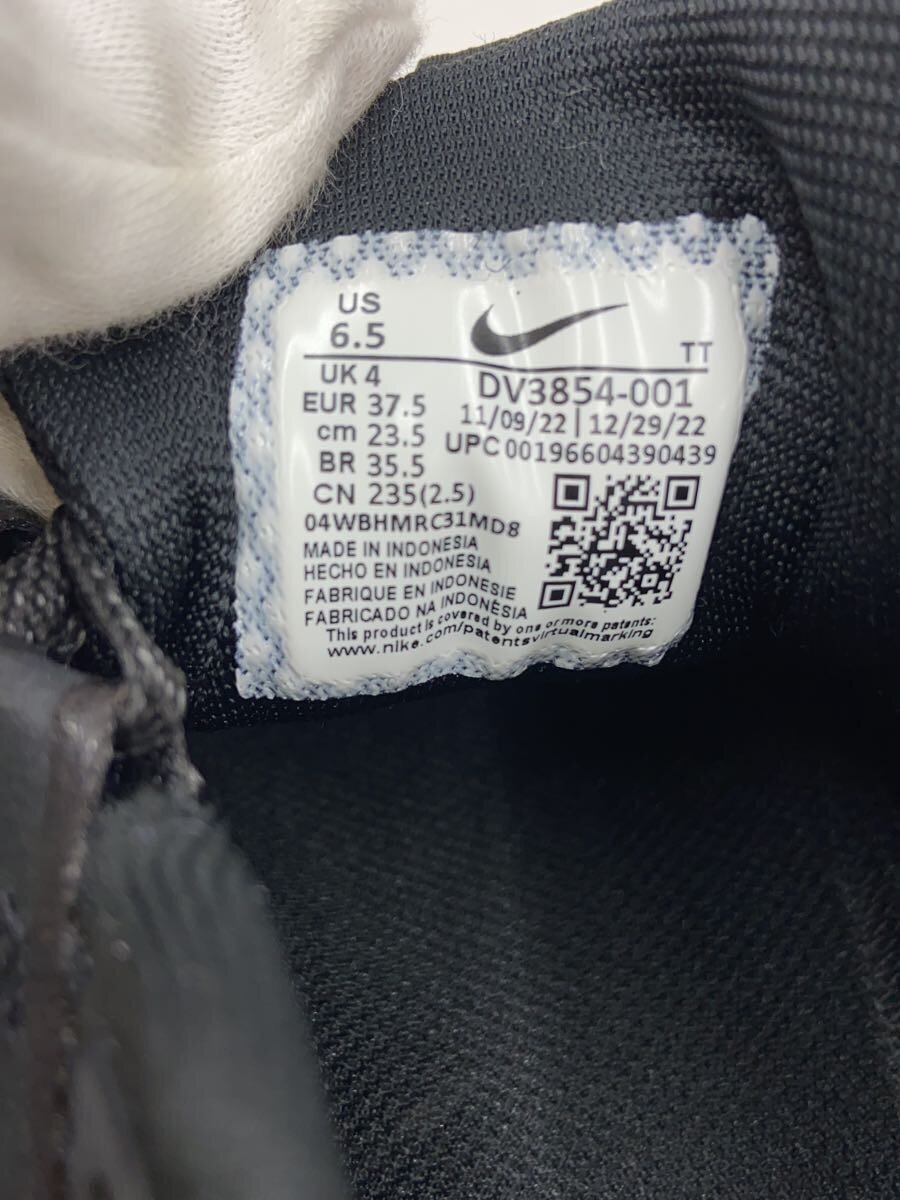 US
6.5
TT
UK 4
EUR 37.5
cm 23.5
BR 35.5
CN 235(2.5)
DV3854-001
11/09/22 | 12/29/22
UPC 00196604390439
04WBHMRC31MD8
MADE IN INDONESIA
HECHO EN INDONESIA
FABRIQUE EN INDONESIE
FABRICADO NA INDONÉSIA
This product is covered by one or more patents:
www.nike.com/patentsvirtualmarking